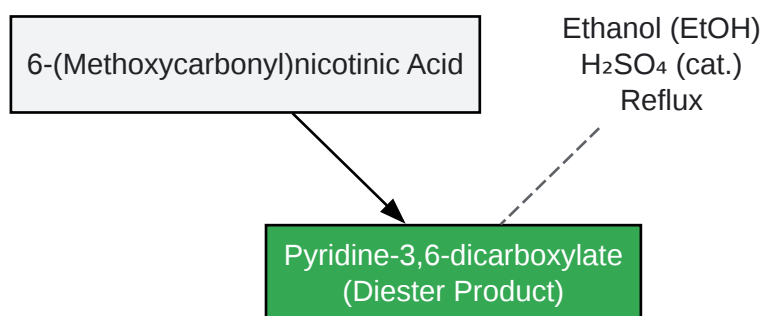 6-(Methoxycarbonyl)nicotinic Acid
Ethanol (EtOH)
H₂SO₄ (cat.)
Reflux
Pyridine-3,6-dicarboxylate
(Diester Product)